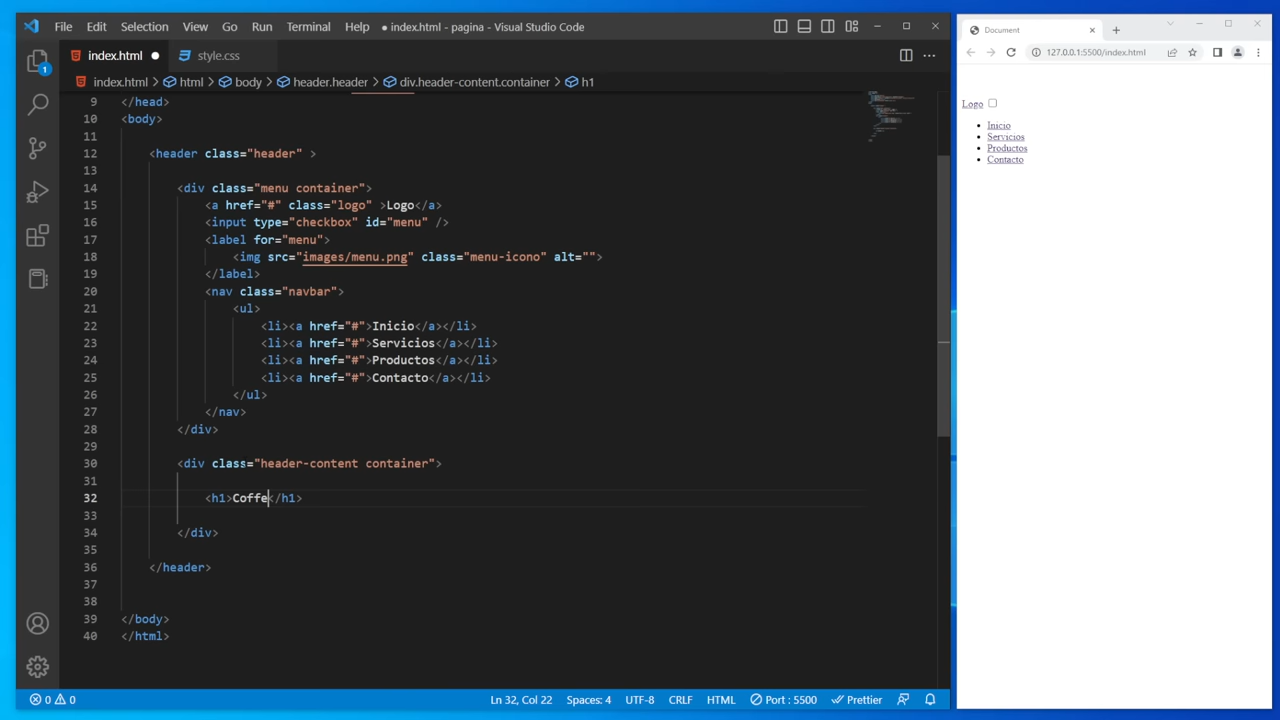 File Edit Selection View Go Run Terminal Help ● index.html - pagina - Visual Studio Code
index.html ● style.css
index.html > html > body > header.header > div.header-content.container > h1
9 </head>
10 <body>
11
12 <header class="header" >
13
14 <div class="menu container">
15 <a href="#" class="logo" >Logo</a>
16 <input type="checkbox" id="menu" />
17 <label for="menu">
18 <img src="images/menu.png" class="menu-icono" alt="">
19 </label>
20 <nav class="navbar">
21 <ul>
22 <li><a href="#">Inicio</a></li>
23 <li><a href="#">Servicios</a></li>
24 <li><a href="#">Productos</a></li>
25 <li><a href="#">Contacto</a></li>
26 </ul>
27 </nav>
28 </div>
29
30 <div class="header-content container">
31
32 <h1>Coffe</h1>
33
34 </div>
35
36 </header>
37
38
39 </body>
40 </html>
1
0 0 Ln 32, Col 22 Spaces: 4 UTF-8 CRLF HTML Port : 5500 Prettier
Document
127.0.0.1:5500/index.html
Logo
Inicio
Servicios
Productos
Contacto